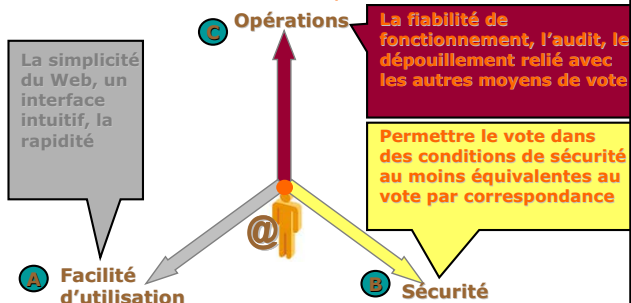 C
Opérations
La fiabilité de
fonctionnement, l’audit, le
dépouillement relié avec
les autres moyens de vote
La simplicité
du Web, un
interface
intuitif, la
rapidité
Permettre le vote dans
des conditions de sécurité
au moins équivalentes au
vote par correspondance
@
A
Facilité
d’utilisation
B
Sécurité